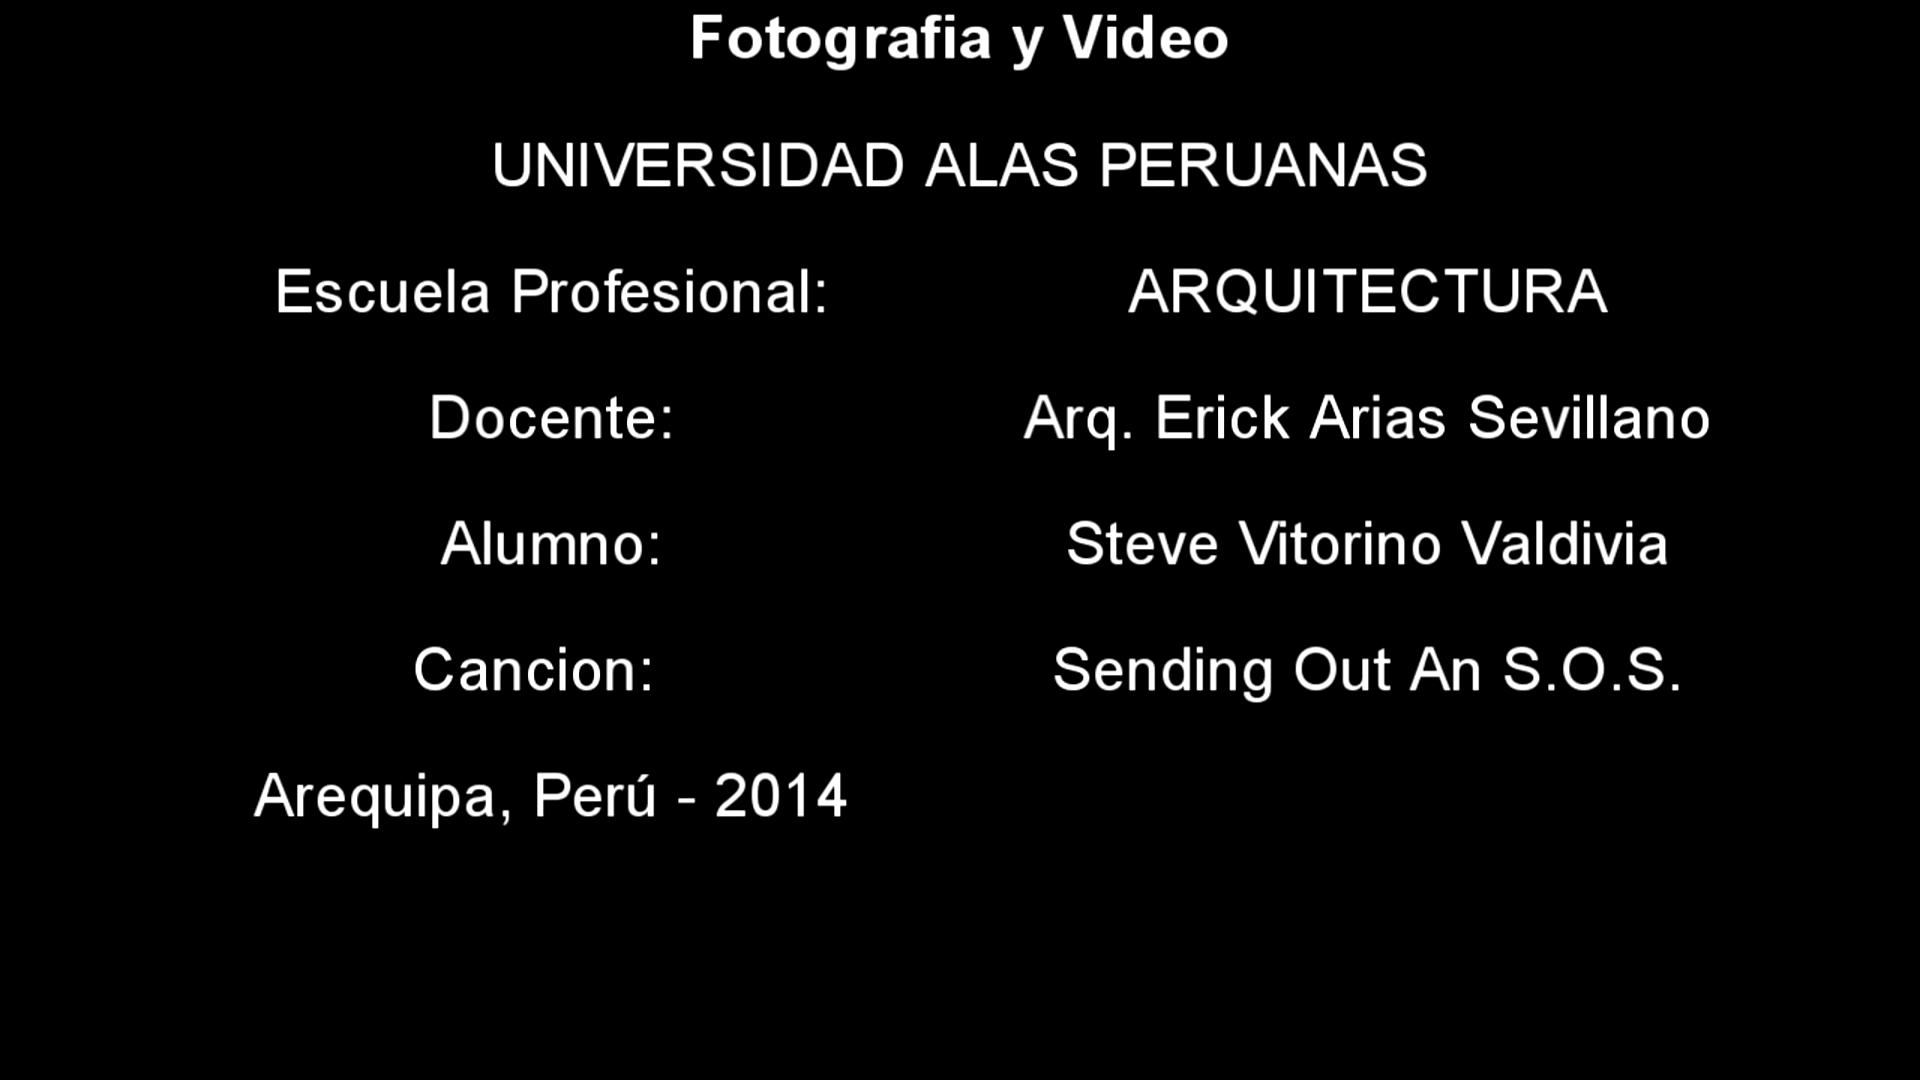 Fotografia y Video
UNIVERSIDAD ALAS PERUANAS
Escuela Profesional: ARQUITECTURA
Docente: Arq. Erick Arias Sevillano
Alumno: Steve Vitorino Valdivia
Cancion: Sending Out An S.O.S.
Arequipa, Perú - 2014